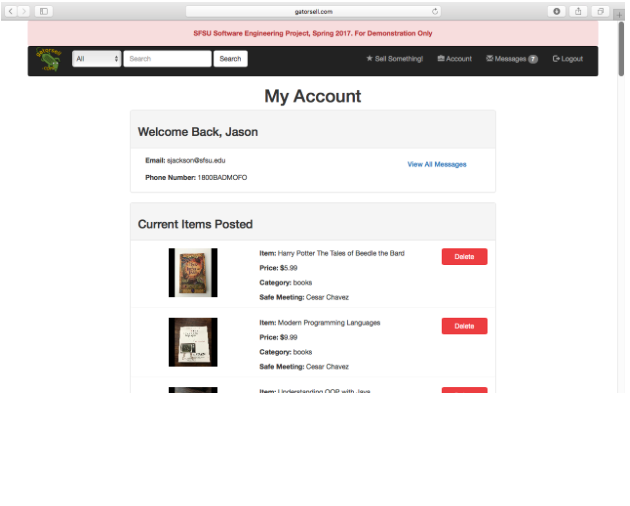 gatorsell.com
SFSU Software Engineering Project, Spring 2017. For Demonstration Only
All Search Search Sell Something! Account Messages 7 Logout
My Account
Welcome Back, Jason
Email: sjackson@sfsu.edu
View All Messages
Phone Number: 1800BADMOFO
Current Items Posted
Item: Harry Potter The Tales of Beedle the Bard
Delete
Price: $5.99
Category: books
Safe Meeting: Cesar Chavez
Item: Modern Programming Languages
Delete
Price: $9.99
Category: books
Safe Meeting: Cesar Chavez
Item: Understanding OOP with Java